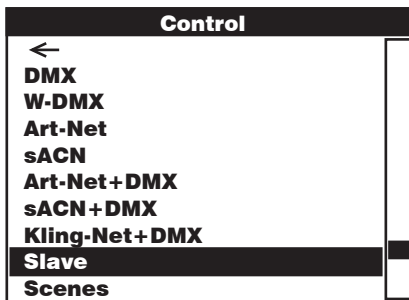 Control
←
DMX
W-DMX
Art-Net
sACN
Art-Net+DMX
sACN+DMX
Kling-Net+DMX
Slave
Scenes